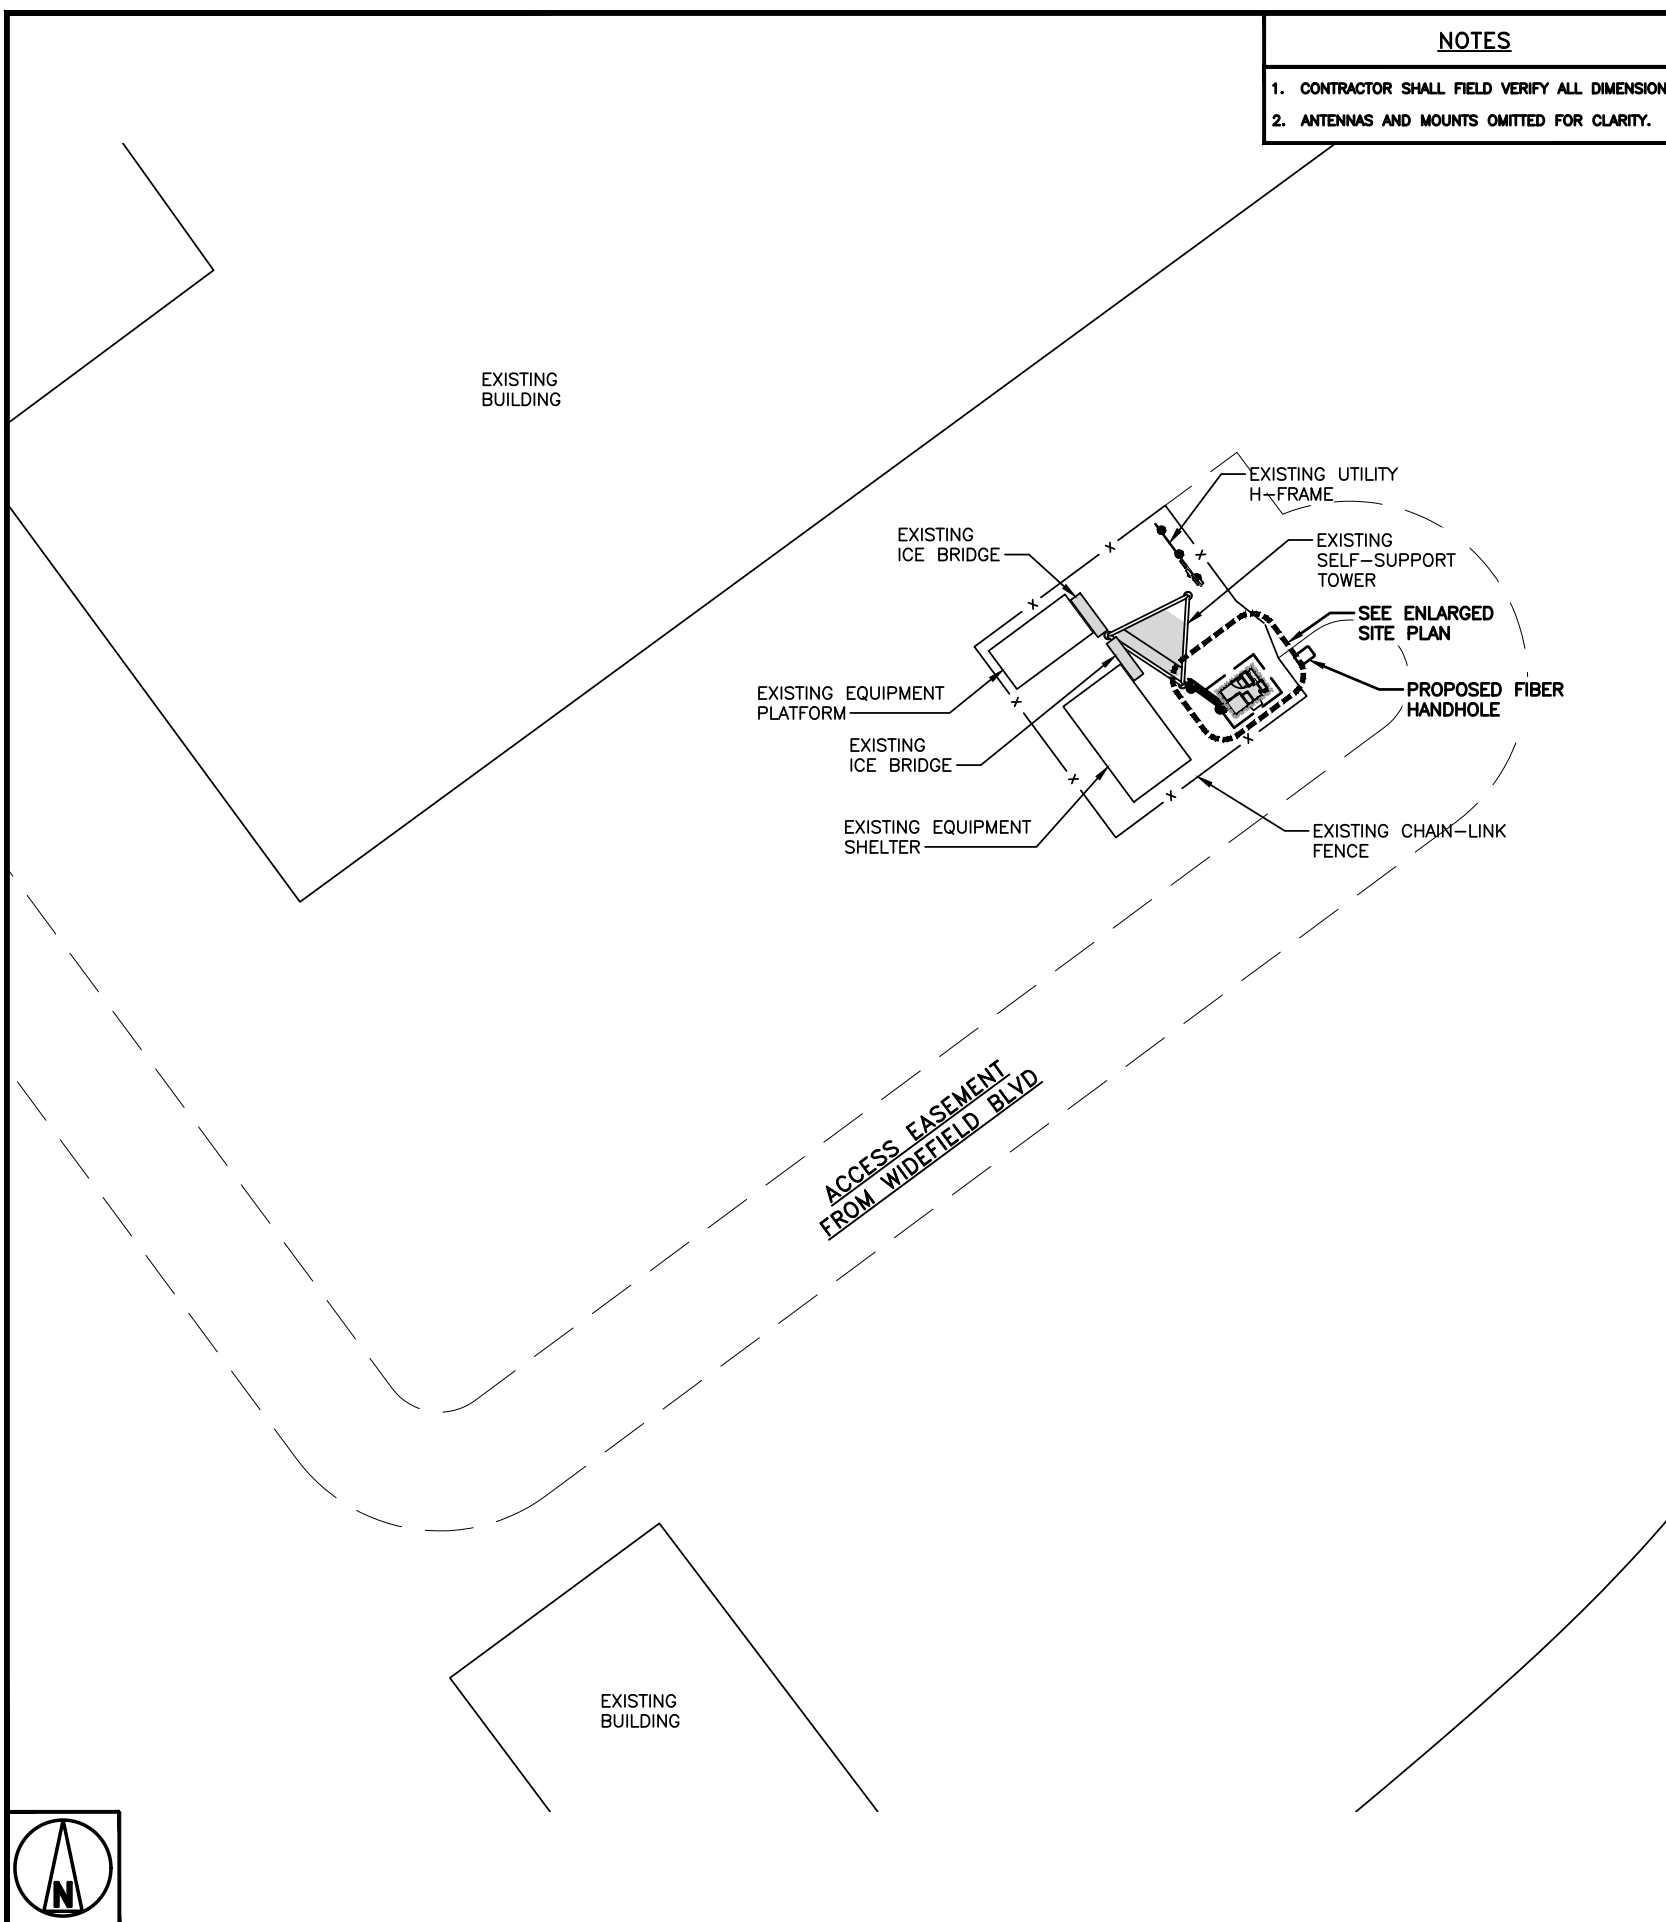 NOTES
1. CONTRACTOR SHALL FIELD VERIFY ALL DIMENSION
2. ANTENNAS AND MOUNTS OMITTED FOR CLARITY.
EXISTING
BUILDING
EXISTING UTILITY
H-FRAME
EXISTING
ICE BRIDGE
EXISTING
SELF-SUPPORT
TOWER
SEE ENLARGED
SITE PLAN
EXISTING EQUIPMENT
PLATFORM
PROPOSED FIBER
HANDHOLE
EXISTING
ICE BRIDGE
EXISTING EQUIPMENT
SHELTER
EXISTING CHAIN-LINK
FENCE
ACCESS EASEMENT
FROM WIDEFIELD BLVD
EXISTING
BUILDING
N